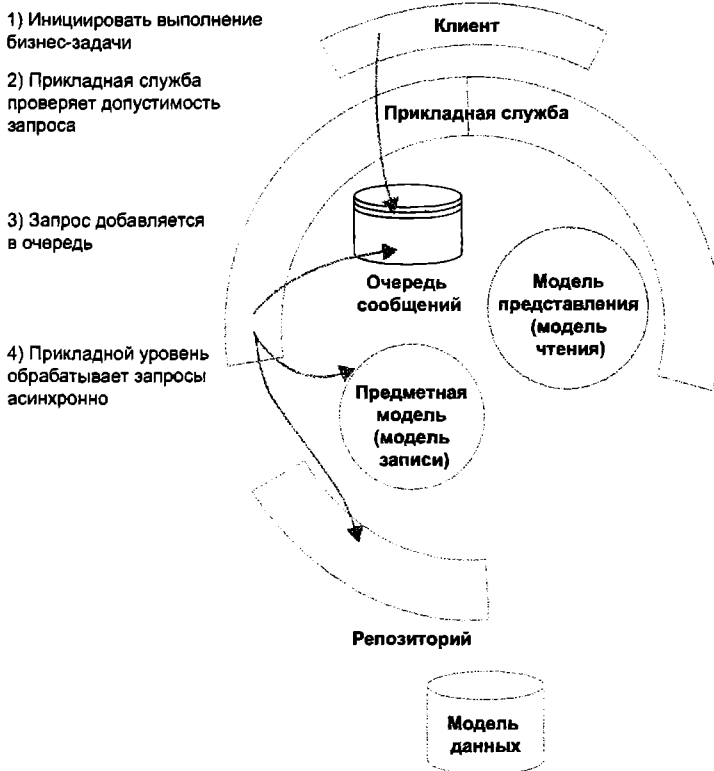 1) Инициировать выполнение
бизнес-задачи
2) Прикладная служба
проверяет допустимость
запроса
3) Запрос добавляется
в очередь
4) Прикладной уровень
обрабатывает запросы
асинхронно
Клиент
Прикладная служба
Очередь
сообщений
Модель
представления
(модель
чтения)
Предметная
модель
(модель
записи)
Репозиторий
Модель
данных